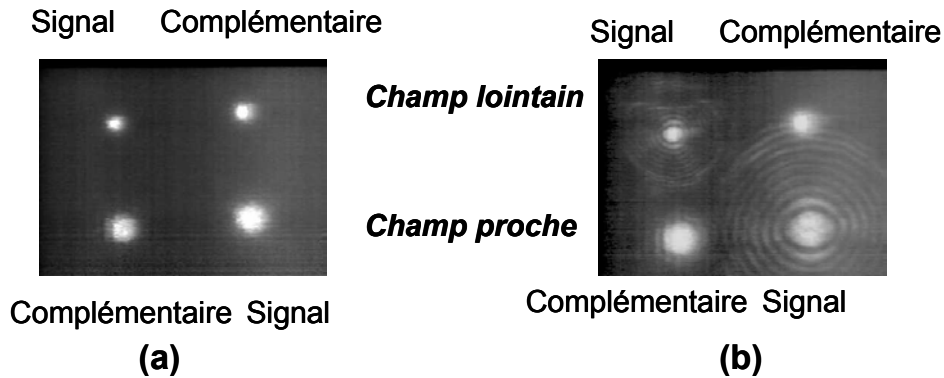 Signal Complémentaire
Signal Complémentaire
Champ lointain
Champ proche
Complémentaire Signal
Complémentaire Signal
(a)
(b)